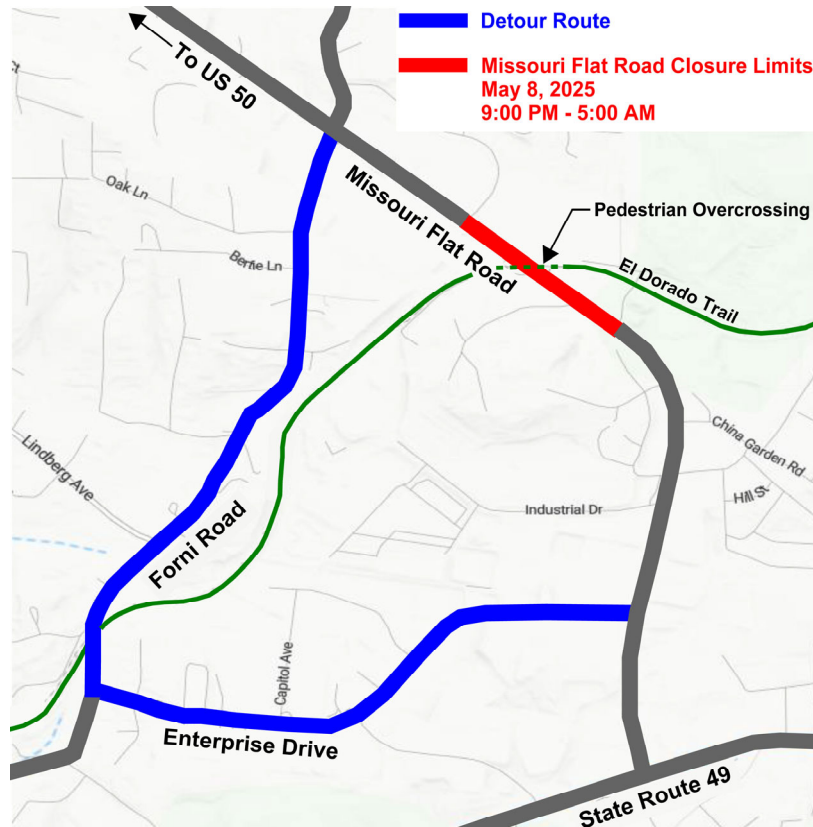 Detour Route
Missouri Flat Road Closure Limits
May 8, 2025
9:00 PM - 5:00 AM
To US 50
ct
Oak Ln
Missouri Flat Road
Pedestrian Overcrossing
Bertie Ln
El Dorado Trail
Lindberg Ave
China Garden Rd
Hill St
Industrial Dr
Forni Road
Capitol Ave
Enterprise Drive
State Route 49